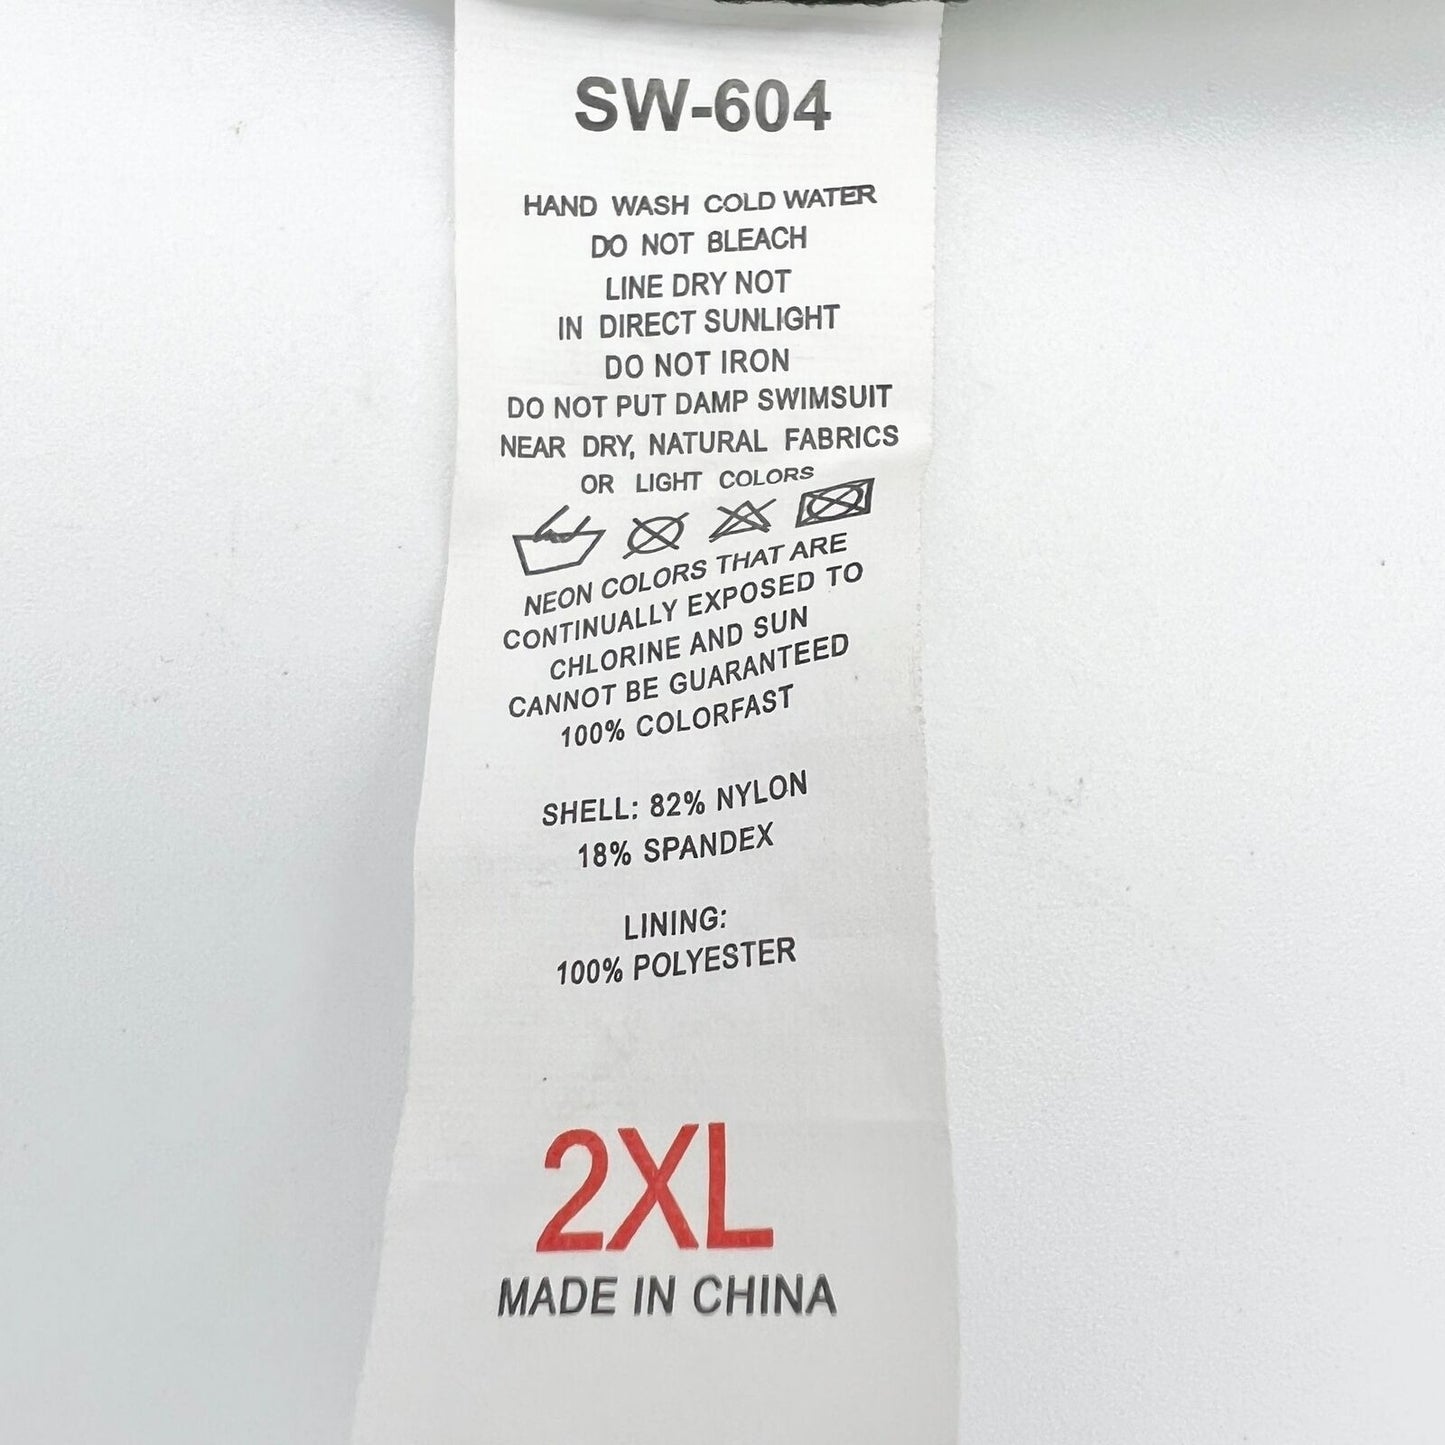 SW-604
HAND WASH COLD WATER
DO NOT BLEACH
LINE DRY NOT
IN DIRECT SUNLIGHT
DO NOT IRON
DO NOT PUT DAMP SWIMSUIT
NEAR DRY, NATURAL FABRICS
OR LIGHT COLORS
NEON COLORS THAT ARE
CONTINUALLY EXPOSED TO
CHLORINE AND SUN
CANNOT BE GUARANTEED
100% COLORFAST
SHELL: 82% NYLON
18% SPANDEX
LINING:
100% POLYESTER
2XL
MADE IN CHINA